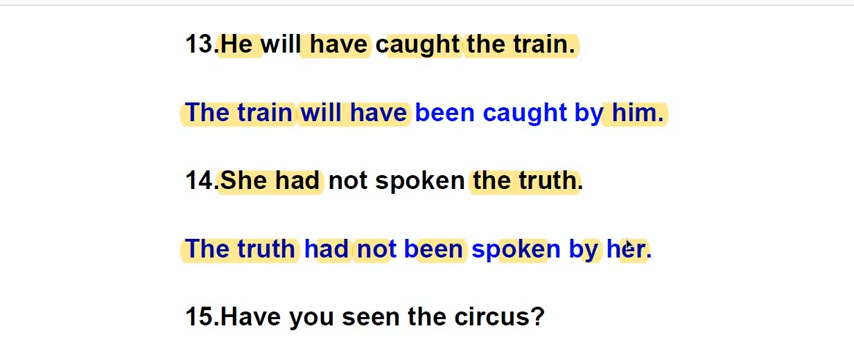 13.He will have caught the train.
The train will have been caught by him.
14.She had not spoken the truth.
The truth had not been spoken by her.
15.Have you seen the circus?